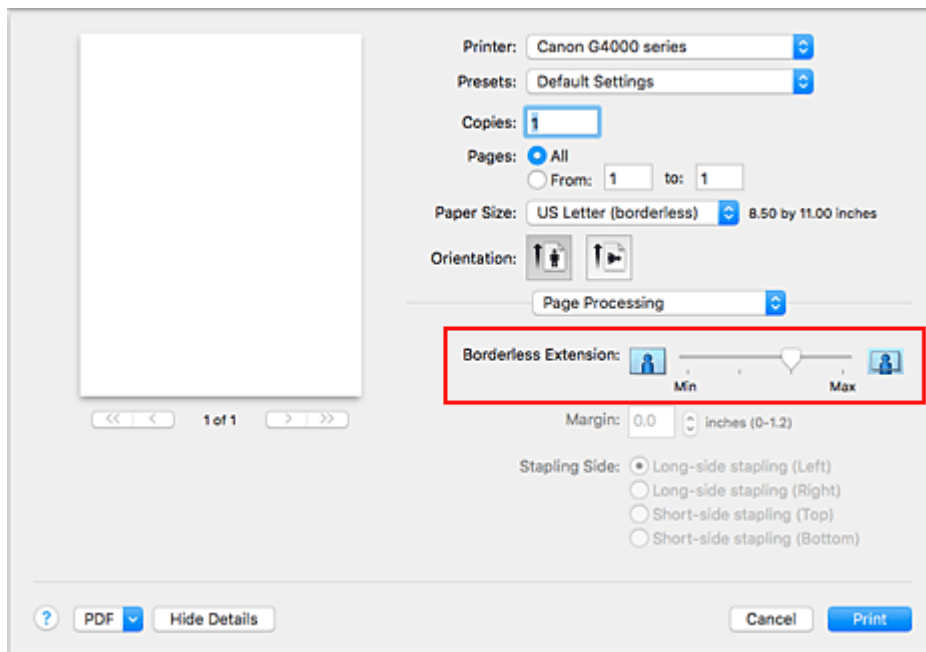 Printer: Canon G4000 series
Presets: Default Settings
Copies: 1
Pages: All
From: 1 to: 1
Paper Size: US Letter (borderless) 8.50 by 11.00 inches
Orientation:
Page Processing
Borderless Extension:
Min Max
<< < 1 of 1 > >>
Margin: 0.0 inches (0-1.2)
Stapling Side: Long-side stapling (Left)
Long-side stapling (Right)
Short-side stapling (Top)
Short-side stapling (Bottom)
? PDF Hide Details Cancel Print